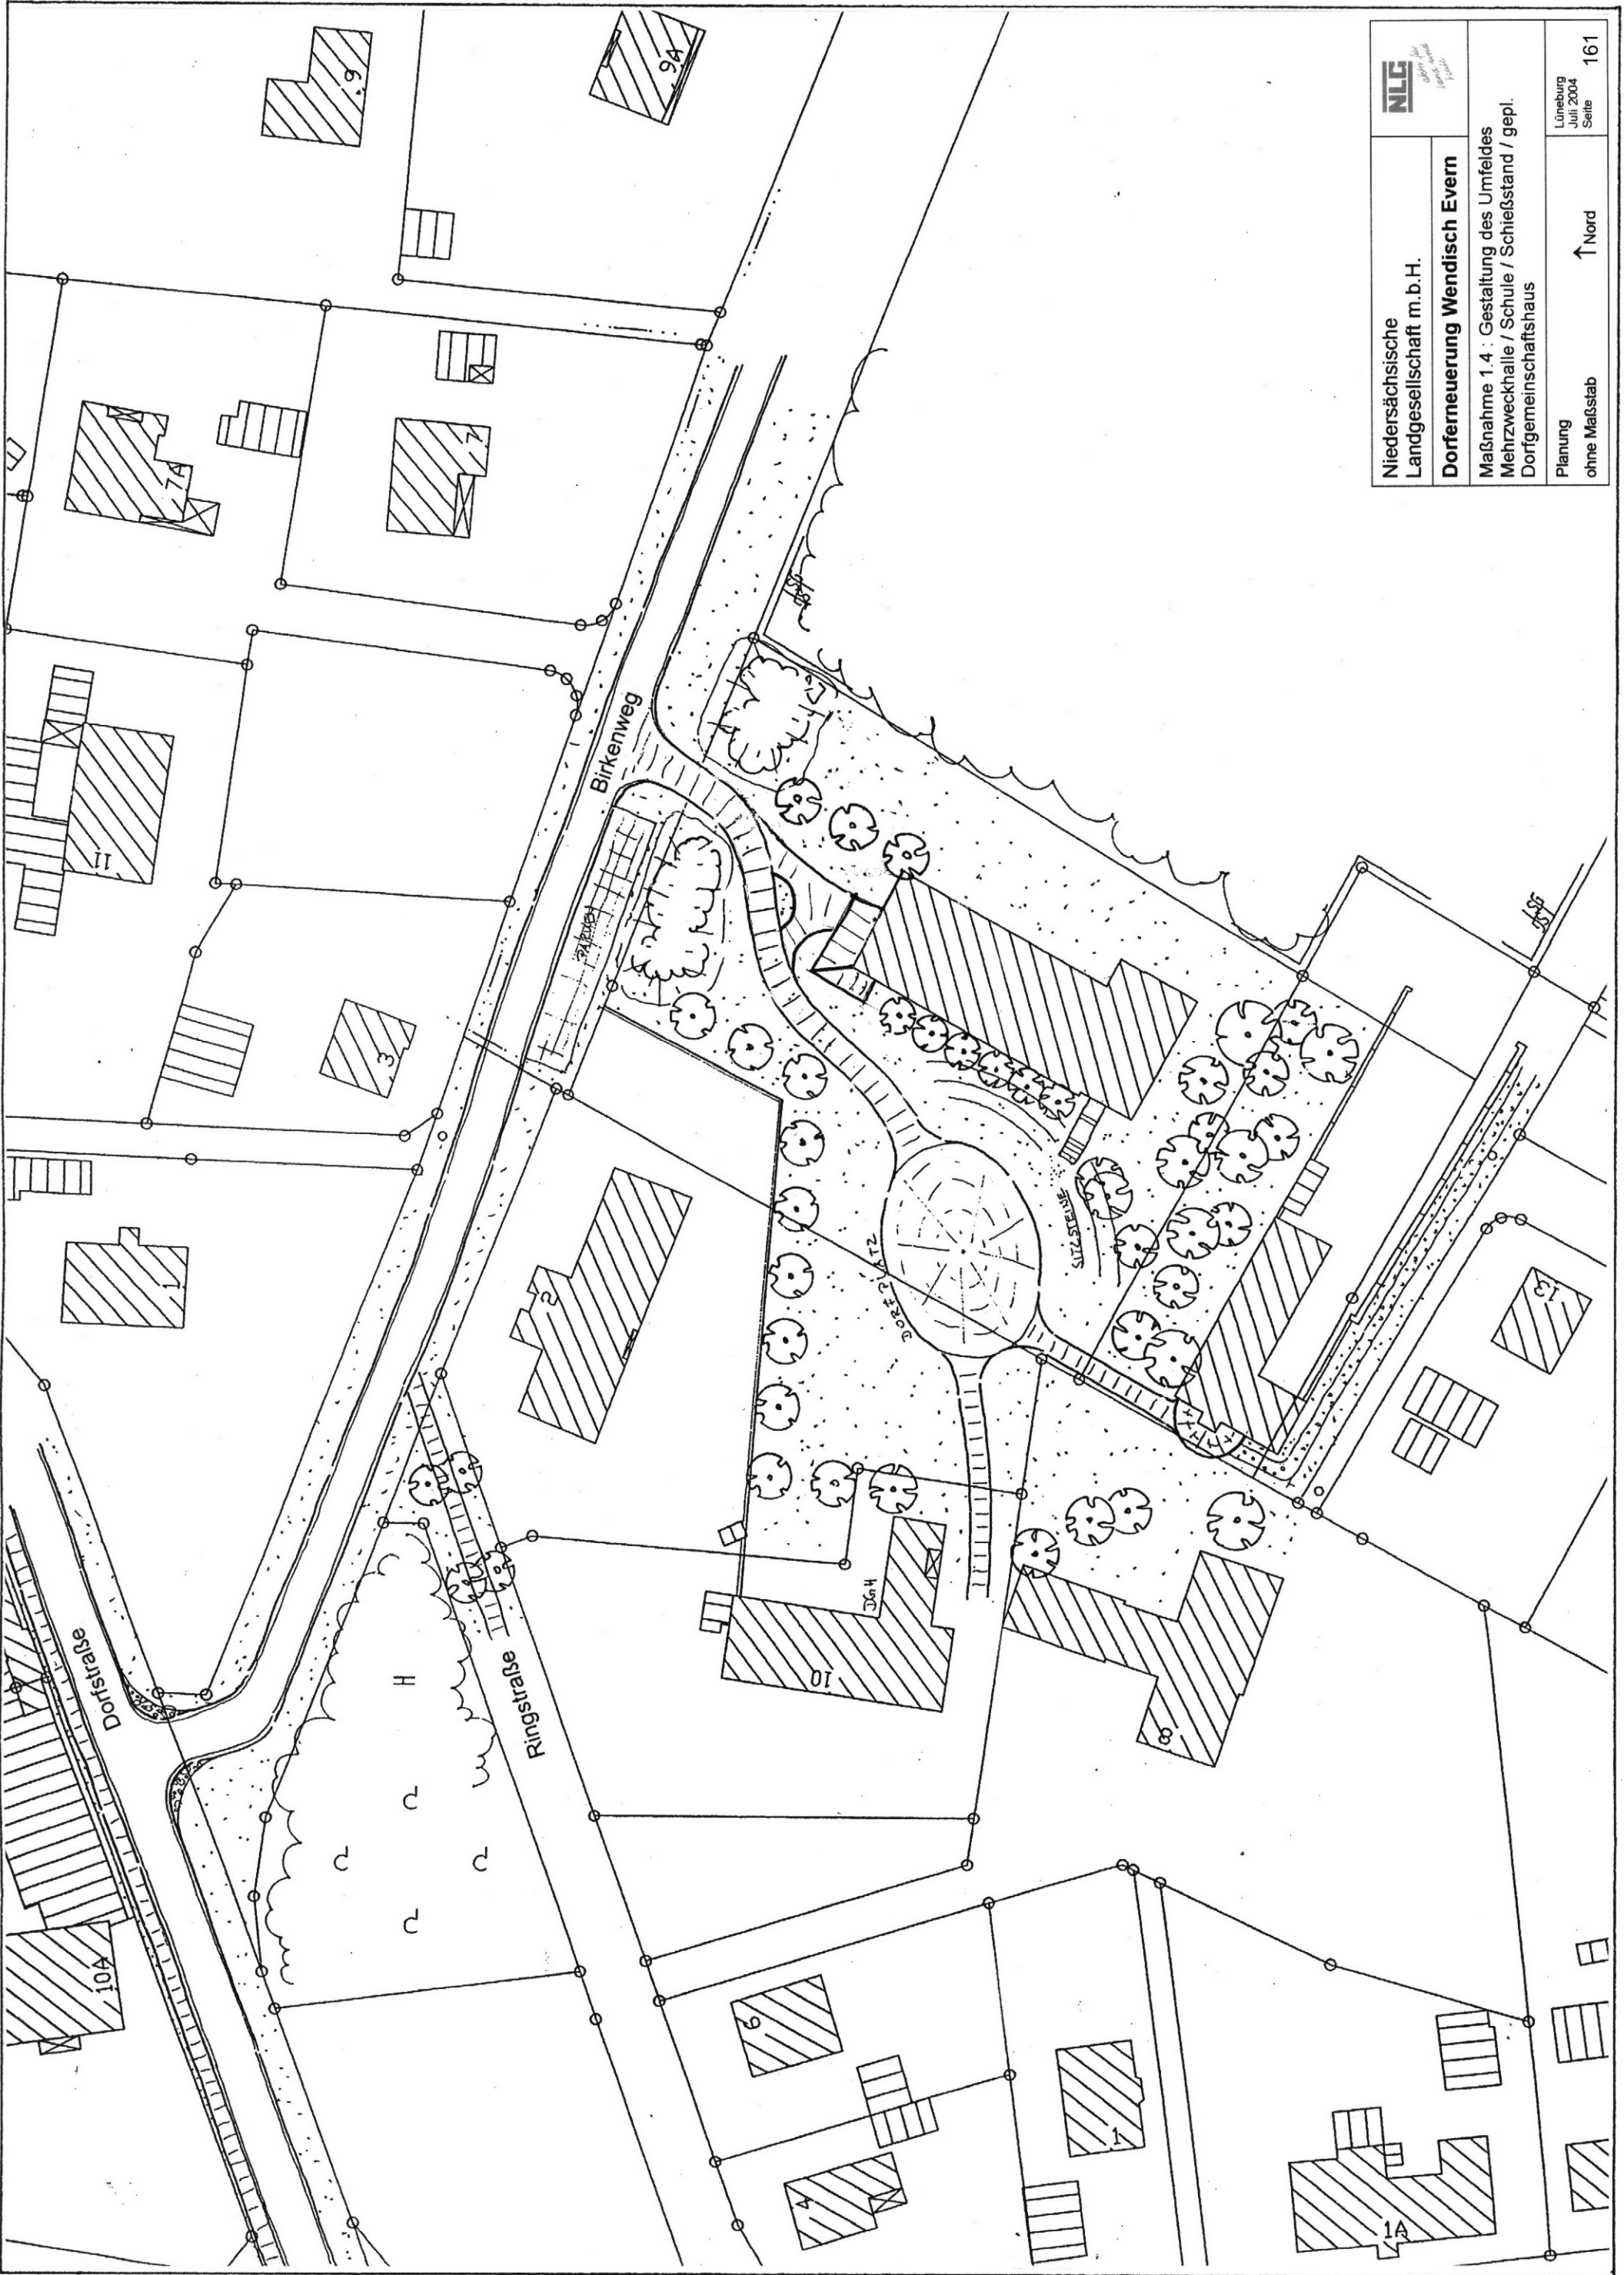 Dorfstraße
Birkenweg
Ringstraße
DORFPLATZ
SITZSTEINE
DGH
PARKEN
9
9A
7A
7
11
3
1
2
10A
10
8
13
6
4
1
1A
H
Niedersächsische
Landgesellschaft m.b.H.
NLG
Dorferneuerung Wendisch Evern
Maßnahme 1.4 : Gestaltung des Umfeldes
Mehrzweckhalle / Schule / Schießstand / gepl.
Dorfgemeinschaftshaus
Planung
ohne Maßstab
↑ Nord
Lüneburg
Juli 2004
Seite 161